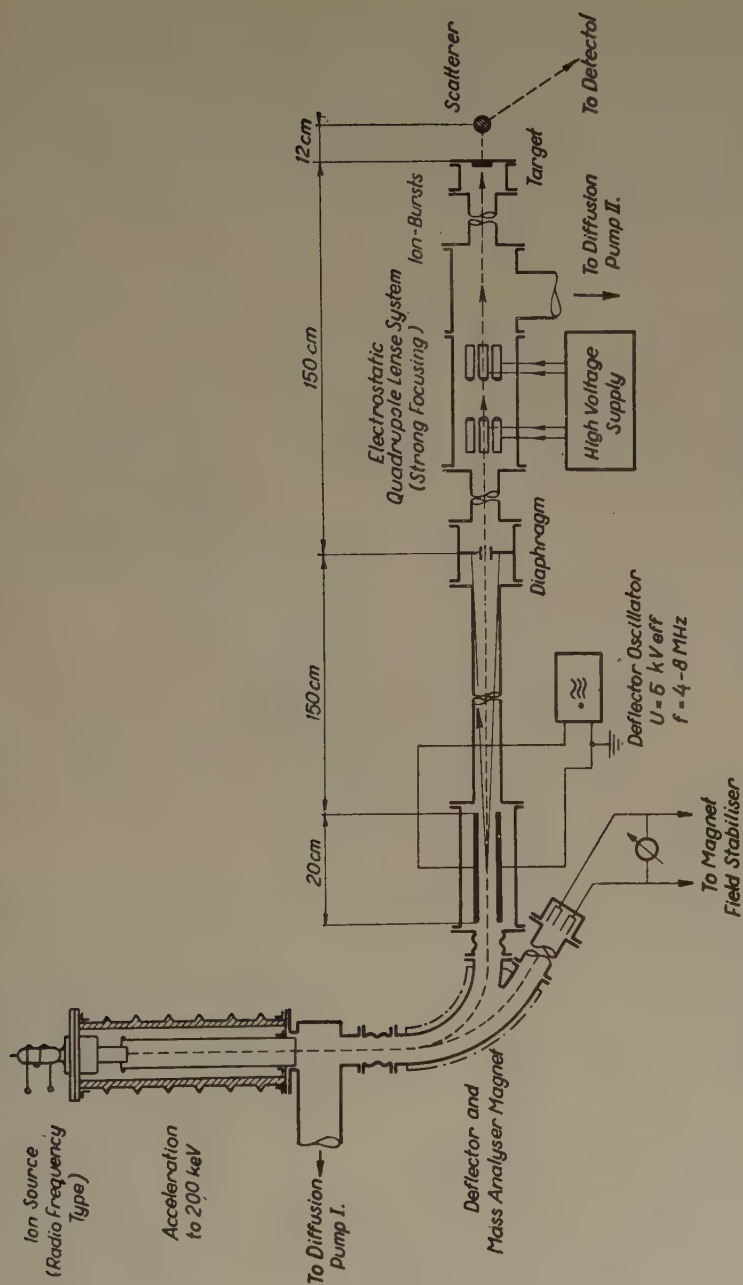 Ion Source
(Radio Frequency
Type)
Acceleration
to 200 keV
To Diffusion
Pump I.
Deflector and
Mass Analyser Magnet
20cm
150cm
150 cm
12cm
To Magnet
Field Stabiliser
Deflector Oscillator
U=5 kV eff
f=4-8 MHz
Diaphragm
Electrostatic
Quadrupole Lense System
(Strong Focusing)
High Voltage
Supply
Ion-Bursts
To Diffusion
Pump II.
Target
Scatterer
To Detector